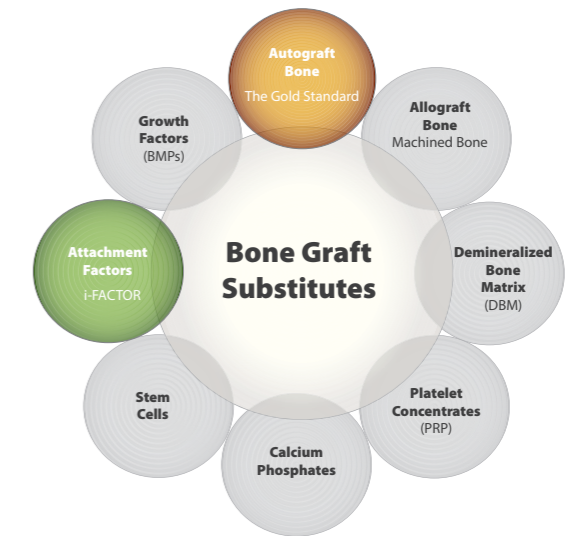 Autograft
Bone
The Gold Standard
Allograft
Bone
Machined Bone
Demineralized
Bone
Matrix
(DBM)
Platelet
Concentrates
(PRP)
Calcium
Phosphates
Stem
Cells
Attachment
Factors
i-FACTOR
Growth
Factors
(BMPs)
Bone Graft
Substitutes